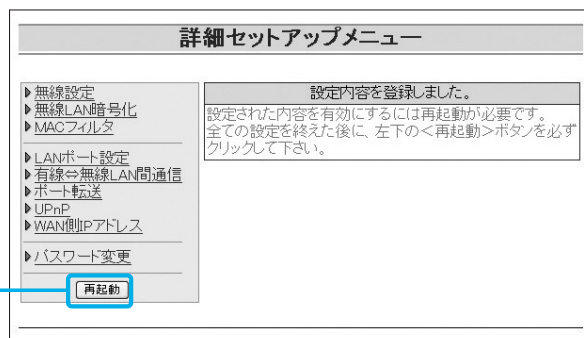 詳細セットアップメニュー
無線設定
無線LAN暗号化
MACフィルタ
LANポート設定
有線⇔無線LAN間通信
ポート転送
UPnP
WAN側IPアドレス
パスワード変更
再起動
設定内容を登録しました。
設定された内容を有効にするには再起動が必要です。
全ての設定を終えた後に、左下の<再起動>ボタンを必ず
クリックして下さい。